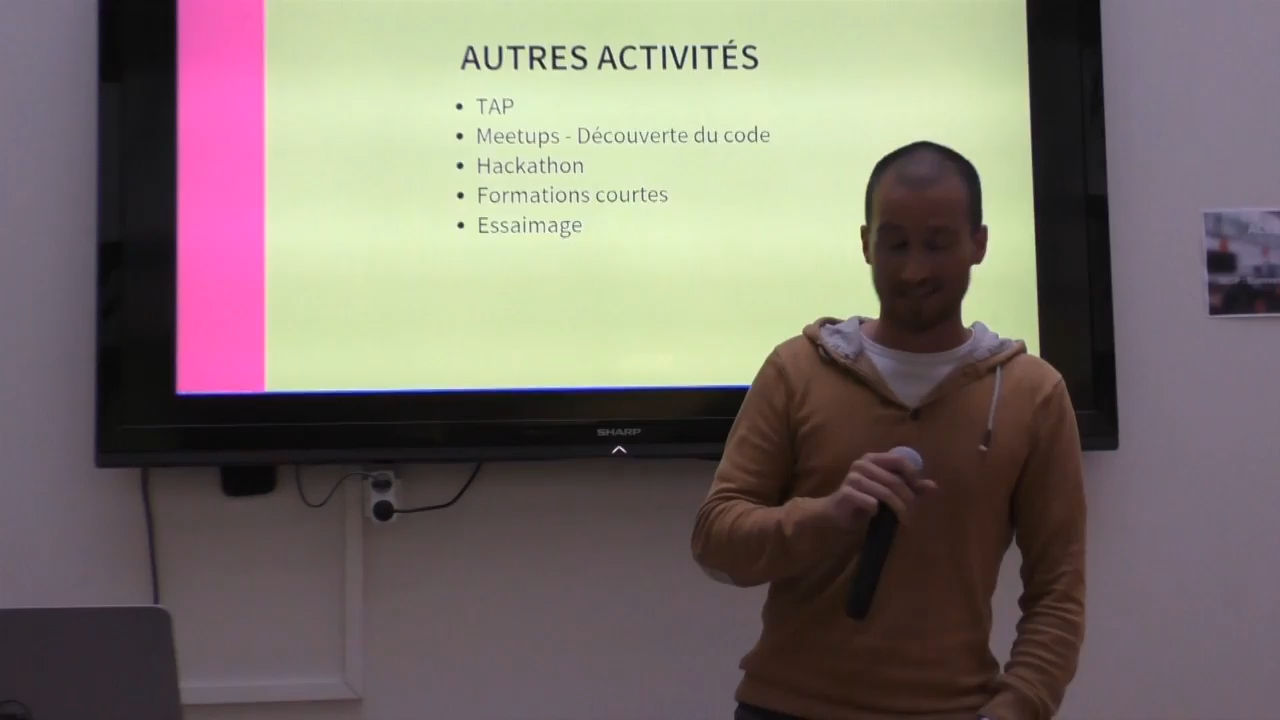 AUTRES ACTIVITÉS
• TAP
• Meetups - Découverte du code
• Hackathon
• Formations courtes
• Essaimage
SHARP